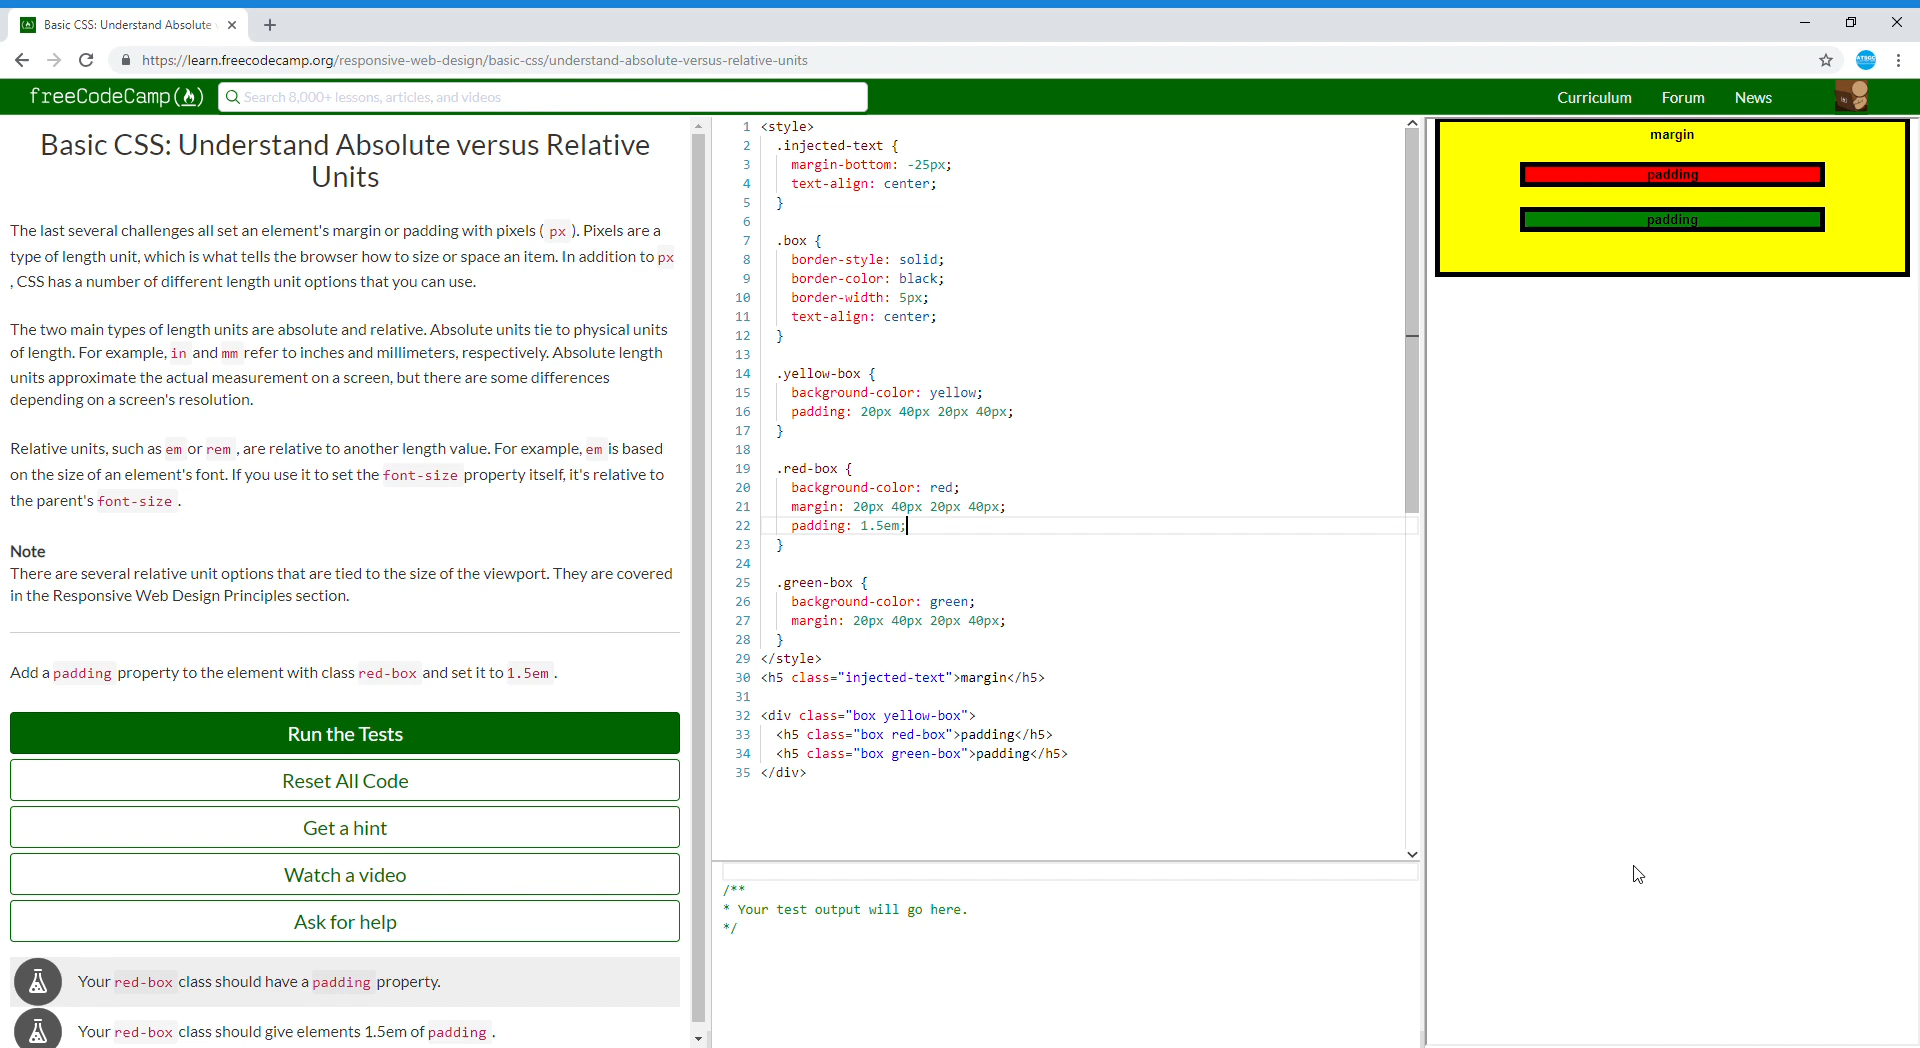 Basic CSS: Understand Absolute
https://learn.freecodecamp.org/responsive-web-design/basic-css/understand-absolute-versus-relative-units
freeCodeCamp
Search 8,000+ lessons, articles, and videos
Curriculum Forum News
Basic CSS: Understand Absolute versus Relative
Units
The last several challenges all set an element's margin or padding with pixels ( px ). Pixels are a
type of length unit, which is what tells the browser how to size or space an item. In addition to px
, CSS has a number of different length unit options that you can use.
The two main types of length units are absolute and relative. Absolute units tie to physical units
of length. For example, in and mm refer to inches and millimeters, respectively. Absolute length
units approximate the actual measurement on a screen, but there are some differences
depending on a screen's resolution.
Relative units, such as em or rem , are relative to another length value. For example, em is based
on the size of an element's font. If you use it to set the font-size property itself, it's relative to
the parent's font-size .
Note
There are several relative unit options that are tied to the size of the viewport. They are covered
in the Responsive Web Design Principles section.
Add a padding property to the element with class red-box and set it to 1.5em .
Run the Tests
Reset All Code
Get a hint
Watch a video
Ask for help
Your red-box class should have a padding property.
Your red-box class should give elements 1.5em of padding .
1 <style>
2 .injected-text {
3 margin-bottom: -25px;
4 text-align: center;
5 }
6
7 .box {
8 border-style: solid;
9 border-color: black;
10 border-width: 5px;
11 text-align: center;
12 }
13
14 .yellow-box {
15 background-color: yellow;
16 padding: 20px 40px 20px 40px;
17 }
18
19 .red-box {
20 background-color: red;
21 margin: 20px 40px 20px 40px;
22 padding: 1.5em;
23 }
24
25 .green-box {
26 background-color: green;
27 margin: 20px 40px 20px 40px;
28 }
29 </style>
30 <h5 class="injected-text">margin</h5>
31
32 <div class="box yellow-box">
33 <h5 class="box red-box">padding</h5>
34 <h5 class="box green-box">padding</h5>
35 </div>
/**
* Your test output will go here.
*/
margin
padding
padding